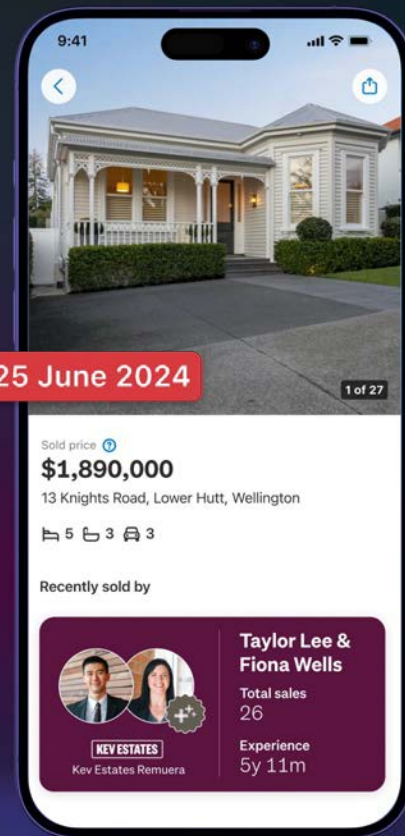 9:41
25 June 2024
1 of 27
Sold price ?
$1,890,000
13 Knights Road, Lower Hutt, Wellington
5 3 3
Recently sold by
Taylor Lee &
Fiona Wells
Total sales
26
KEV ESTATES
Kev Estates Remuera
Experience
5y 11m